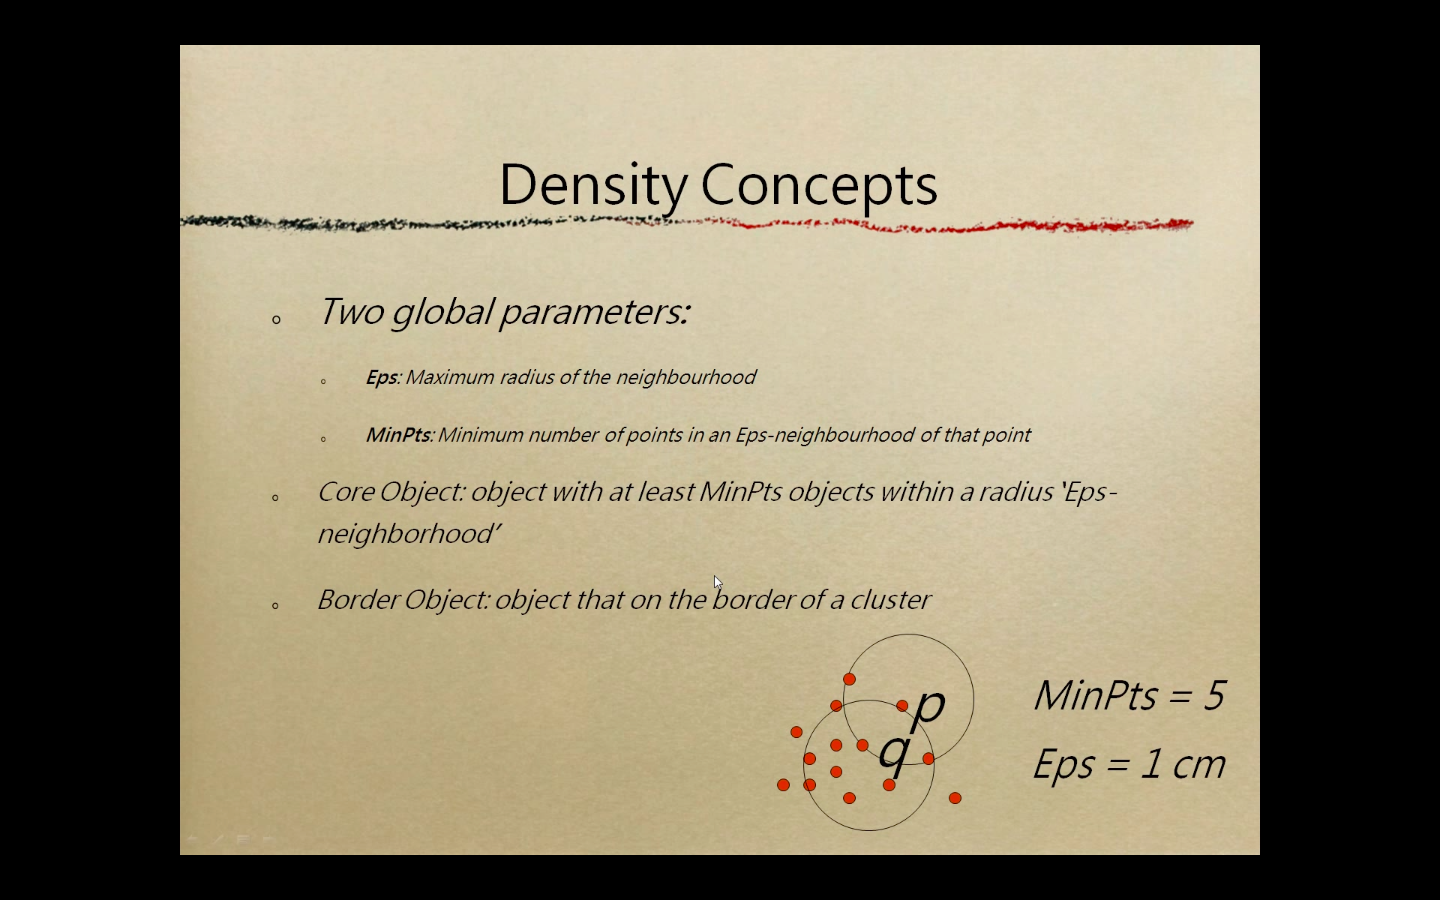 Density Concepts
Two global parameters:
Eps: Maximum radius of the neighbourhood
MinPts: Minimum number of points in an Eps-neighbourhood of that point
Core Object: object with at least MinPts objects within a radius ‘Eps-
neighborhood’
Border Object: object that on the border of a cluster
p
q
MinPts = 5
Eps = 1 cm